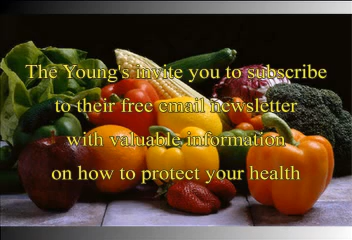 The Young's invite you to subscribe
to their free email newsletter
with valuable information
on how to protect your health